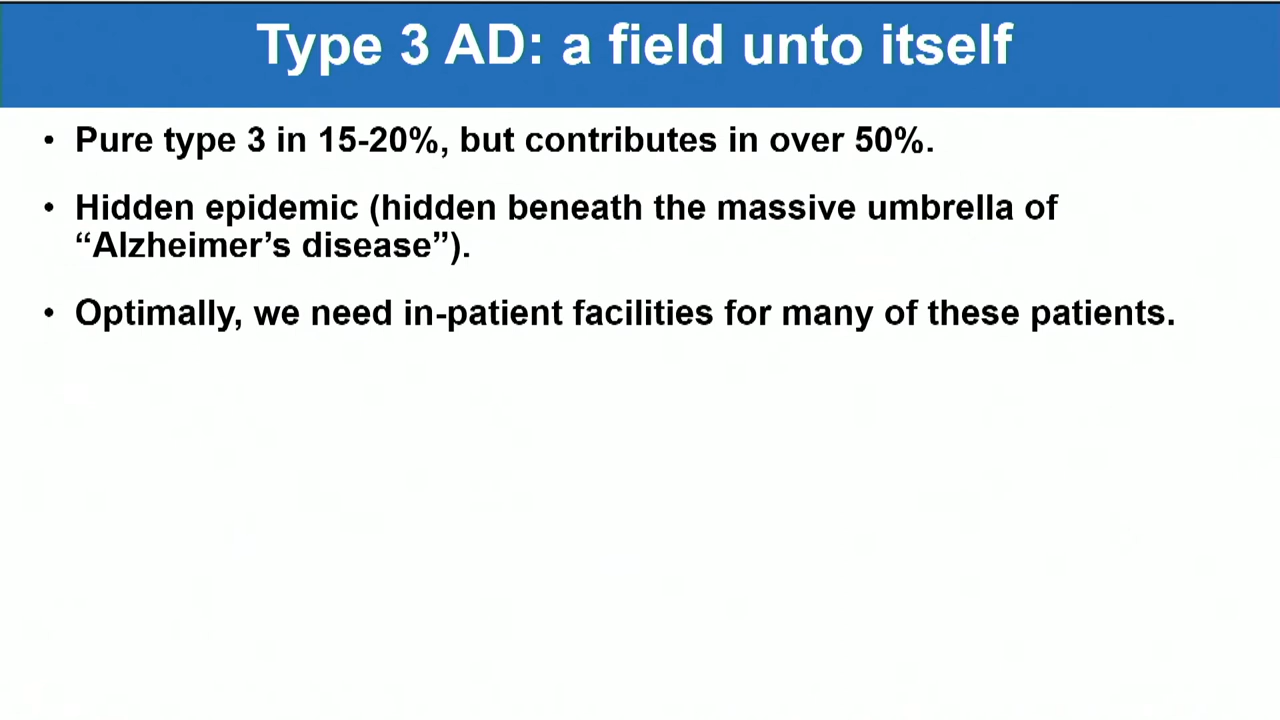 Type 3 AD: a field unto itself
• Pure type 3 in 15-20%, but contributes in over 50%.
• Hidden epidemic (hidden beneath the massive umbrella of
“Alzheimer’s disease”).
• Optimally, we need in-patient facilities for many of these patients.